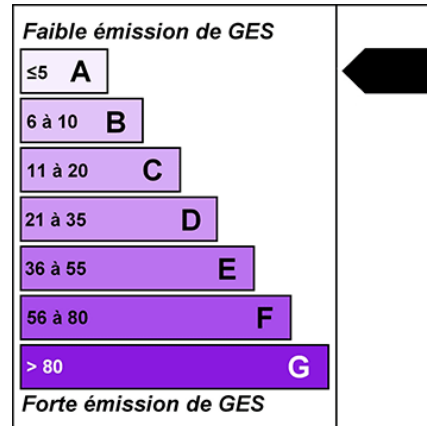 Faible émission de GES
≤5 A
6 à 10 B
11 à 20 C
21 à 35 D
36 à 55 E
56 à 80 F
> 80 G
Forte émission de GES